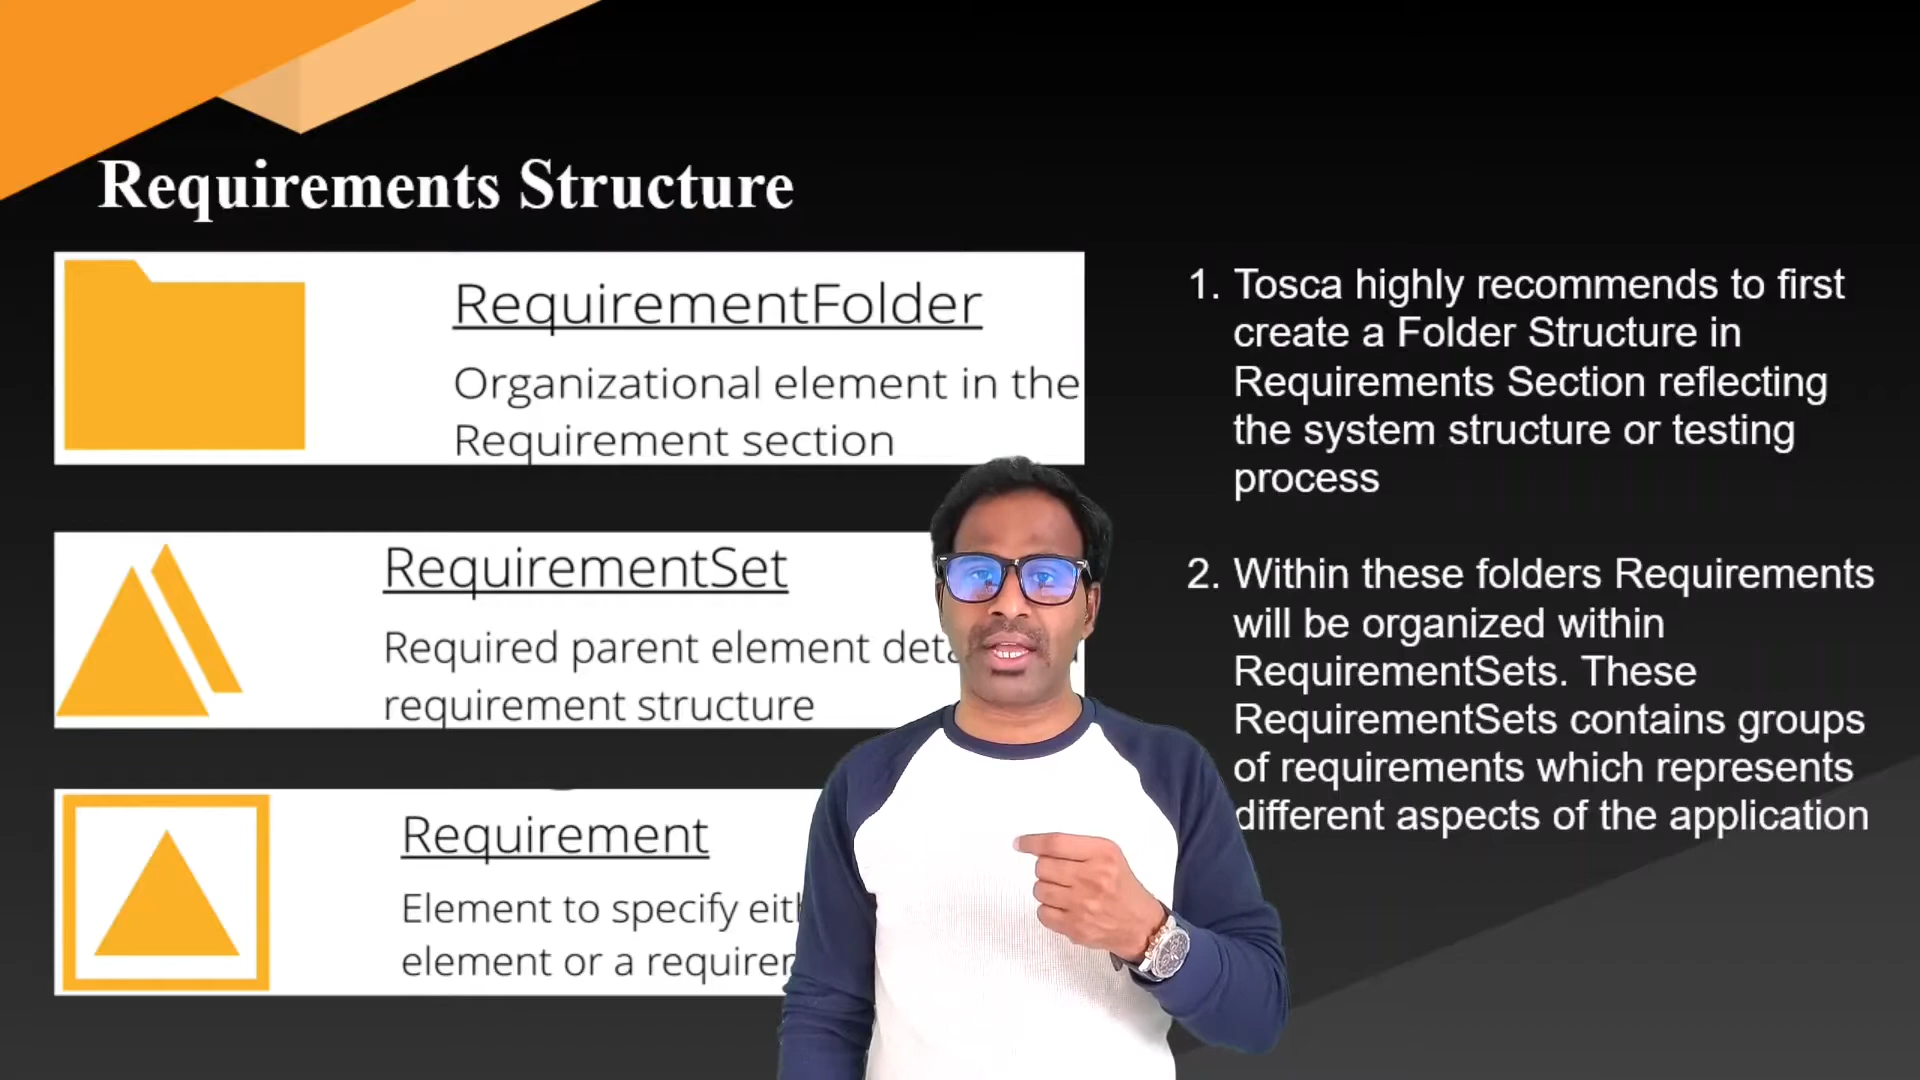 Requirements Structure
RequirementFolder
Organizational element in the
Requirement section
RequirementSet
Required parent element
requirement structure
Requirement
Element to specify
element or a
1. Tosca highly recommends to first
create a Folder Structure in
Requirements Section reflecting
the system structure or testing
process
2. Within these folders Requirements
will be organized within
RequirementSets. These
RequirementSets contains groups
of requirements which represents
different aspects of the application